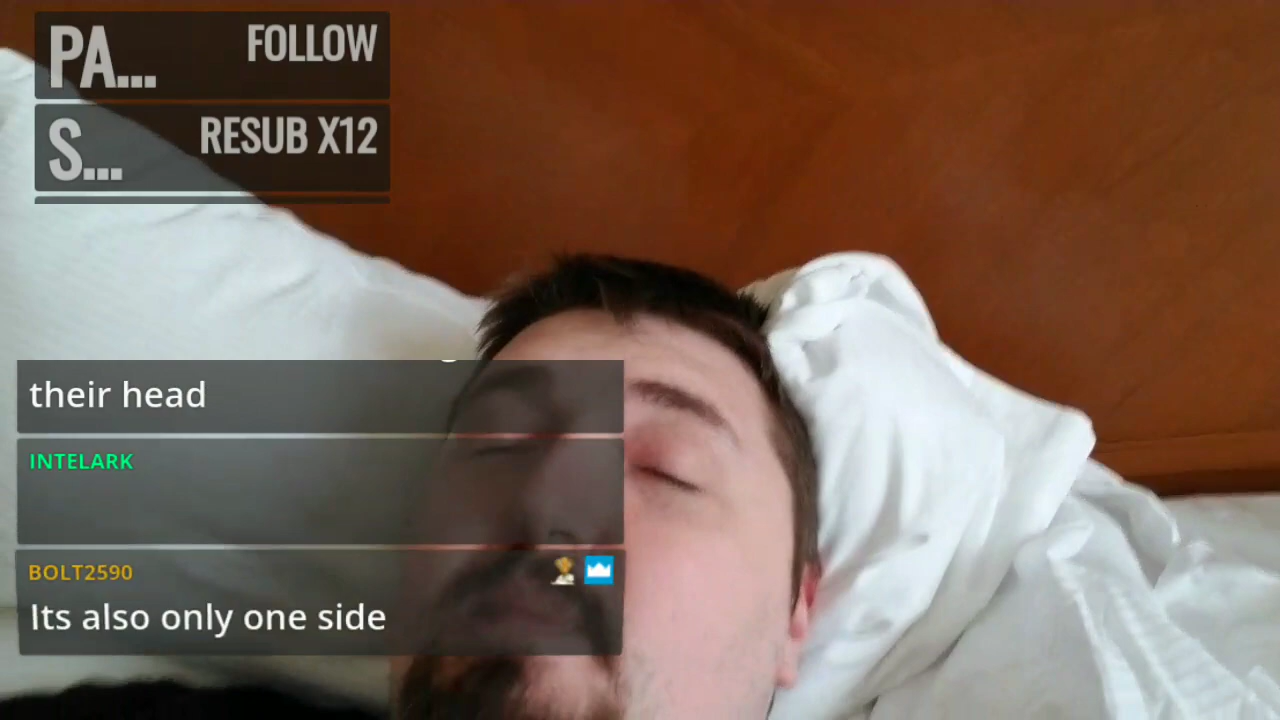 PA... FOLLOW
S... RESUB X12
their head
INTELARK
BOLT2590
Its also only one side